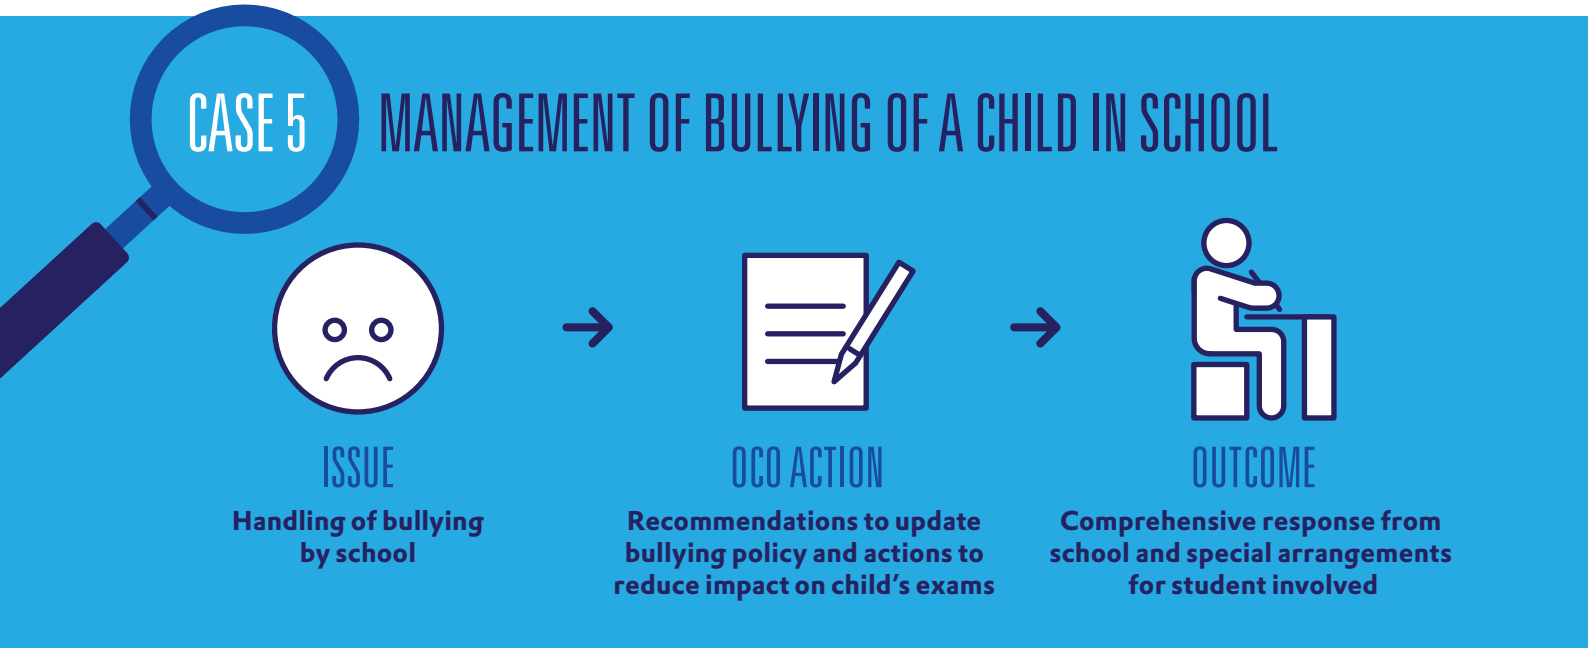 CASE 5
MANAGEMENT OF BULLYING OF A CHILD IN SCHOOL
ISSUE
Handling of bullying
by school
OCO ACTION
Recommendations to update
bullying policy and actions to
reduce impact on child’s exams
OUTCOME
Comprehensive response from
school and special arrangements
for student involved